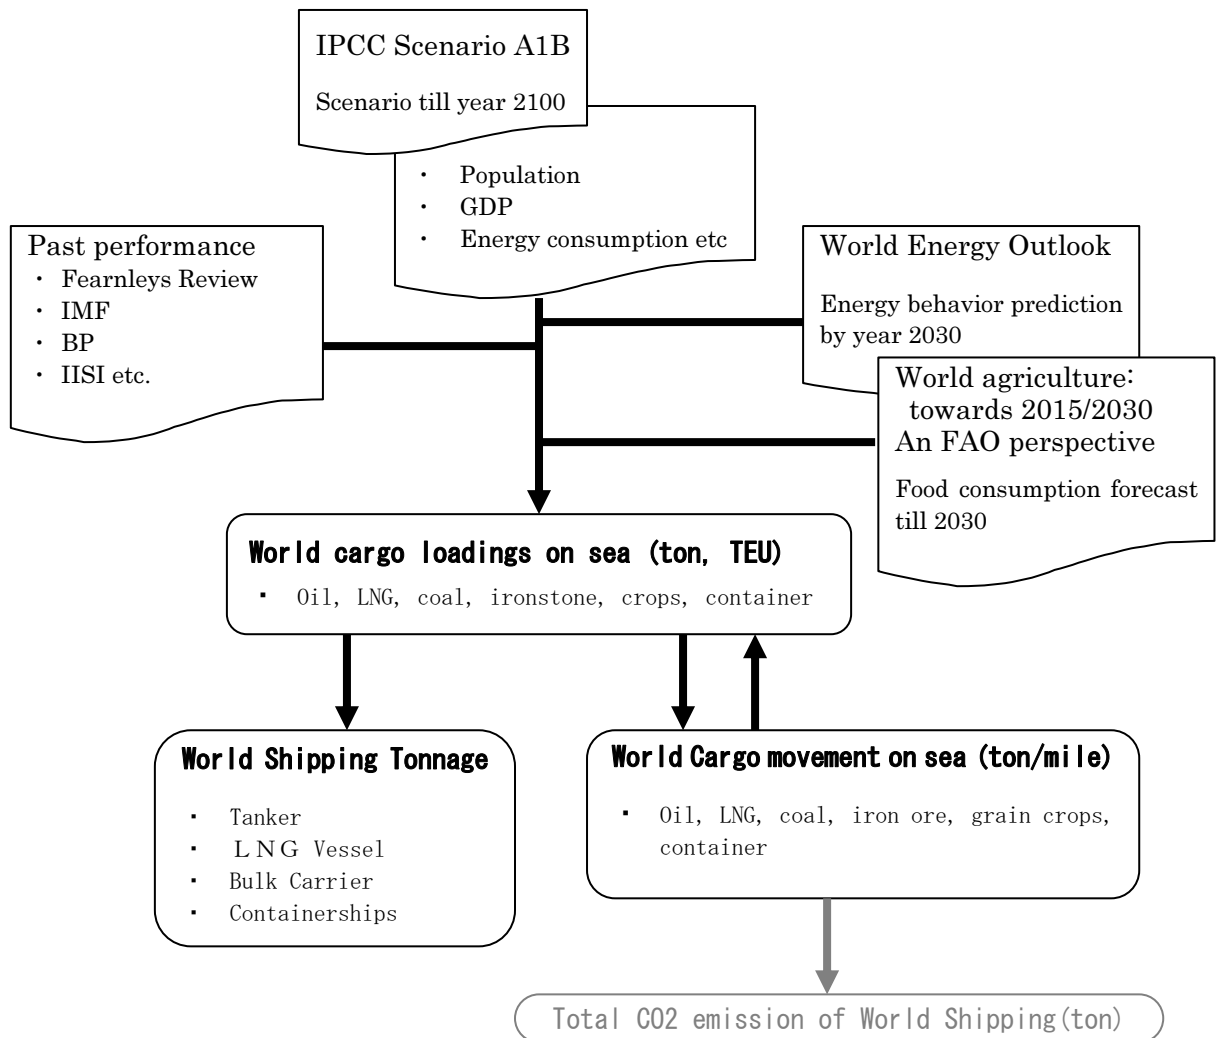 IPCC Scenario A1B
Scenario till year 2100
・ Population
・ GDP
・ Energy consumption etc
Past performance
・ Fearnleys Review
・ IMF
・ BP
・ IISI etc.
World Energy Outlook
Energy behavior prediction
by year 2030
World agriculture:
towards 2015/2030
An FAO perspective
Food consumption forecast
till 2030
World cargo loadings on sea (ton, TEU)
・ Oil, LNG, coal, ironstone, crops, container
World Shipping Tonnage
・ Tanker
・ ＬＮＧ Vessel
・ Bulk Carrier
・ Containerships
World Cargo movement on sea (ton/mile)
・ Oil, LNG, coal, iron ore, grain crops,
container
Total CO2 emission of World Shipping(ton)